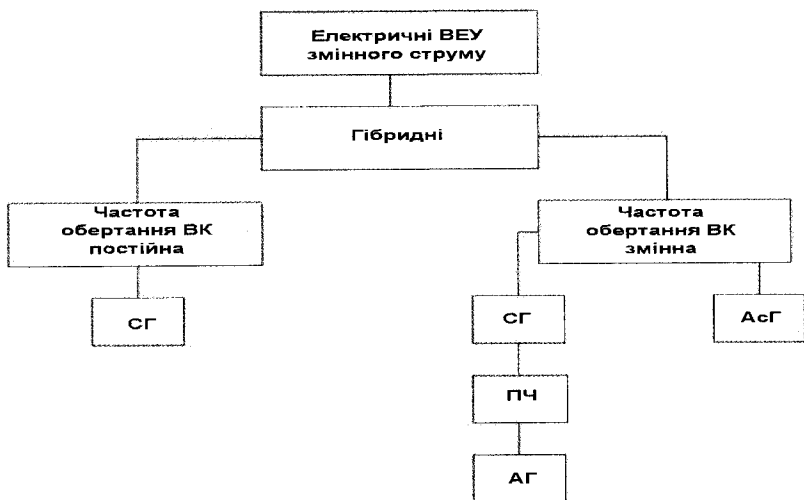 Електричні ВЕУ
змінного струму
Гібридні
Частота
обертання ВК
постійна
Частота
обертання ВК
змінна
СГ
СГ
АсГ
ПЧ
АГ